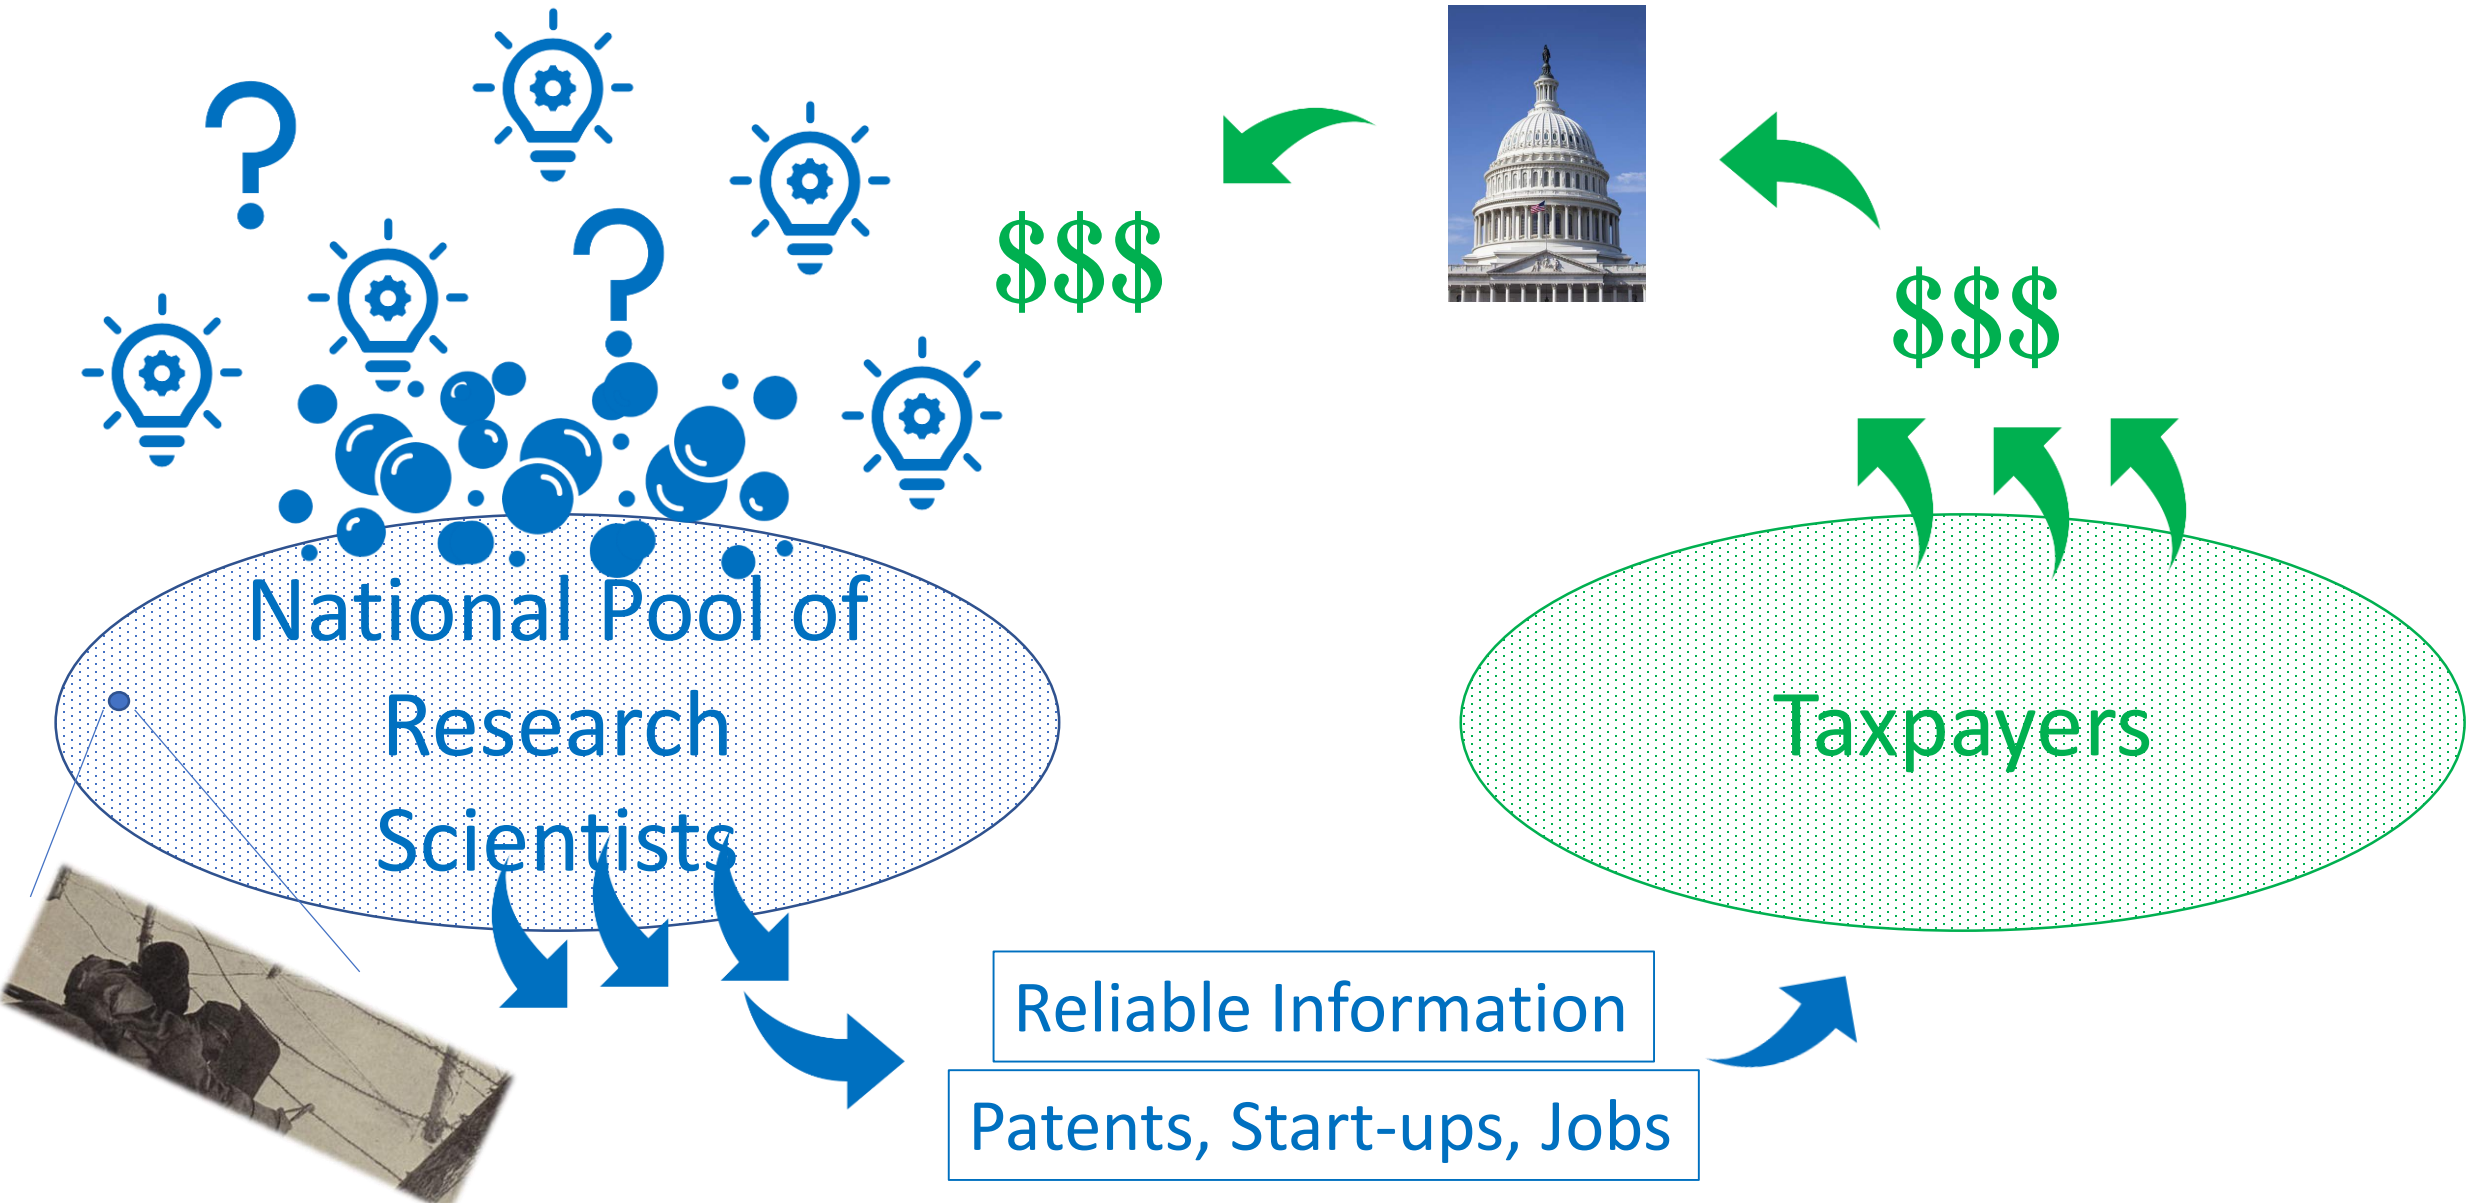 ?
?
$$$
$$$
National Pool of
Research
Scientists
Taxpayers
Reliable Information
Patents, Start-ups, Jobs